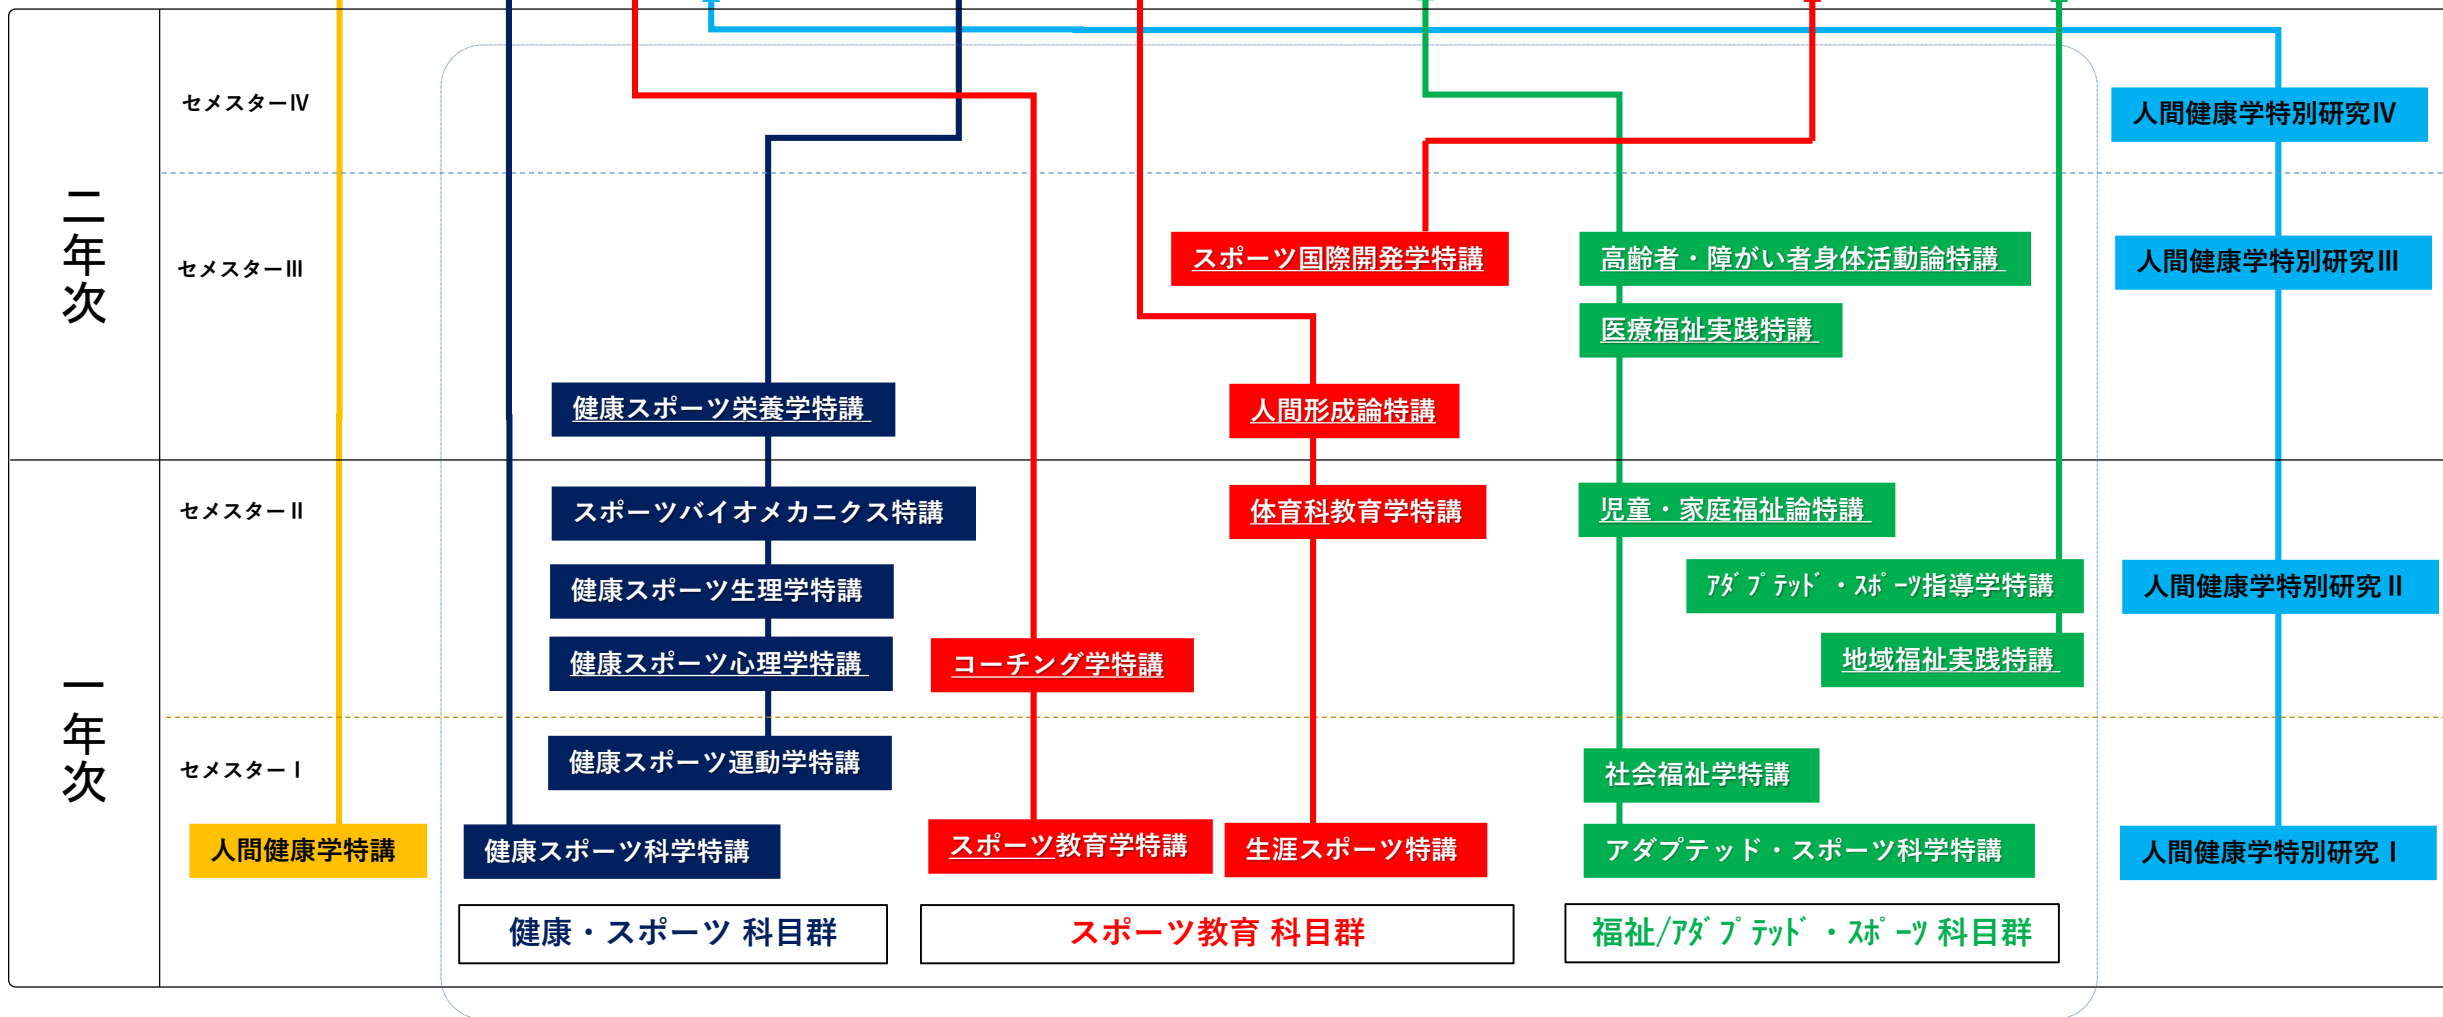 二年次
セメスターⅣ
人間健康学特別研究Ⅳ
セメスターⅢ
スポーツ国際開発学特講
高齢者・障がい者身体活動論特講
人間健康学特別研究Ⅲ
医療福祉実践特講
健康スポーツ栄養学特講
人間形成論特講
一年次
セメスターⅡ
スポーツバイオメカニクス特講
体育科教育学特講
児童・家庭福祉論特講
健康スポーツ生理学特講
ｱﾀﾞﾌﾟﾃｯﾄﾞ・ｽﾎﾟｰﾂ指導学特講
人間健康学特別研究Ⅱ
健康スポーツ心理学特講
コーチング学特講
地域福祉実践特講
セメスターⅠ
健康スポーツ運動学特講
社会福祉学特講
人間健康学特講
健康スポーツ科学特講
スポーツ教育学特講
生涯スポーツ特講
アダプテッド・スポーツ科学特講
人間健康学特別研究Ⅰ
健康・スポーツ 科目群
スポーツ教育 科目群
福祉/ｱﾀﾞﾌﾟﾃｯﾄﾞ・ｽﾎﾟｰﾂ 科目群